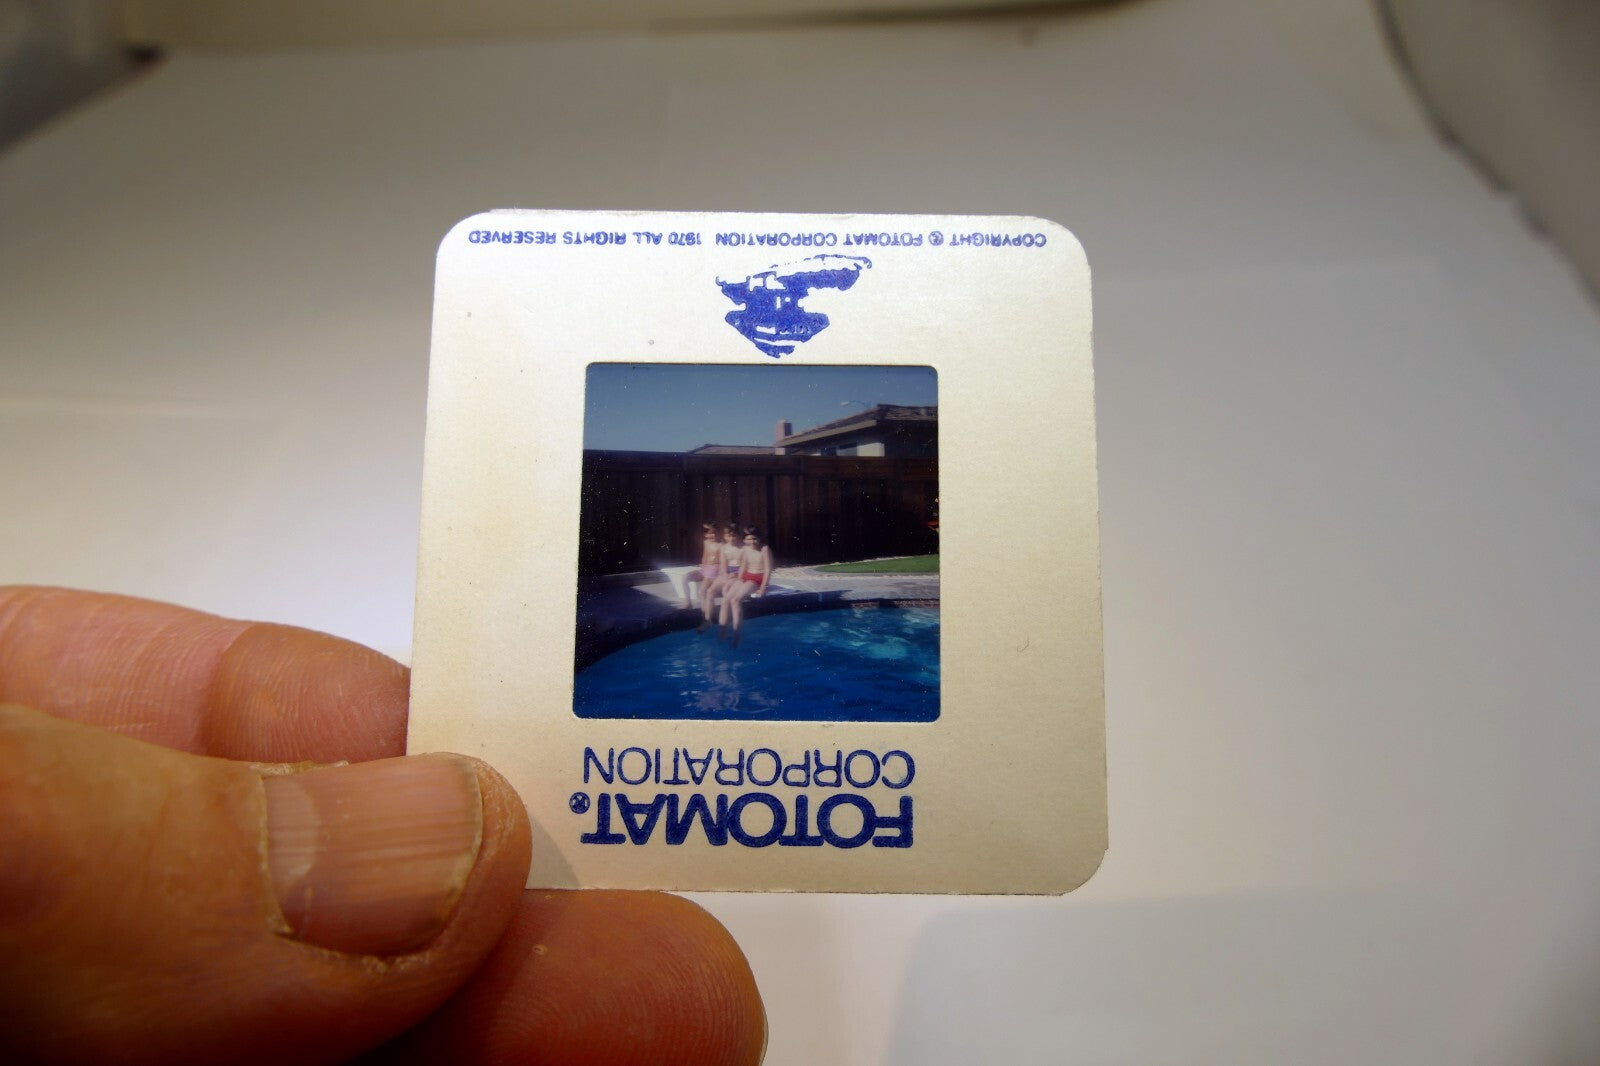 FOTOMAT®
CORPORATION
COPYRIGHT © FOTOMAT CORPORATION 1970 ALL RIGHTS RESERVED